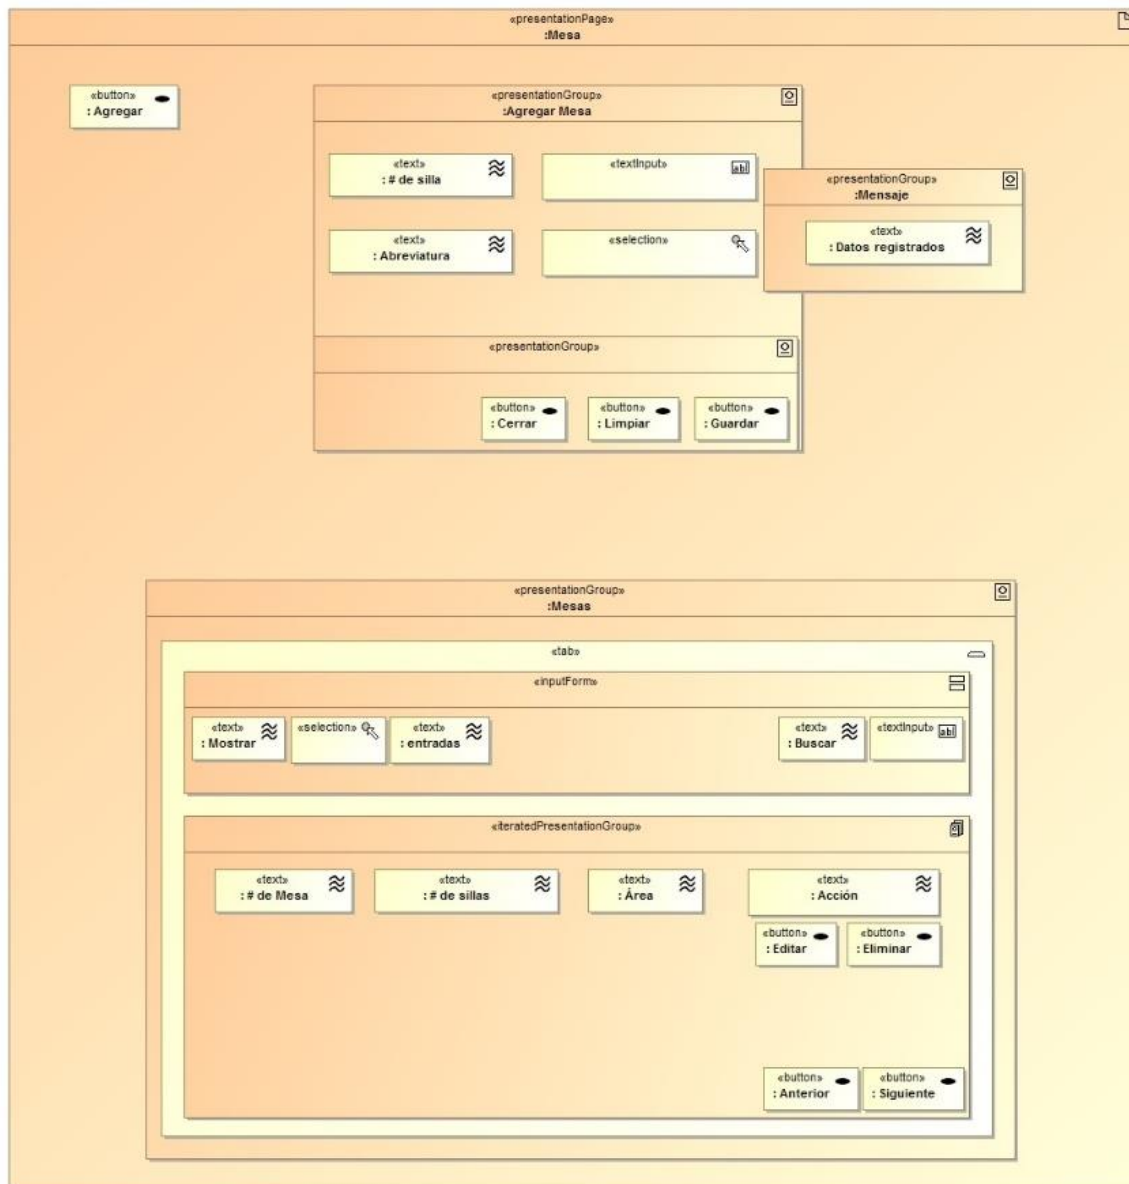 «presentationPage»
:Mesa
«button»
: Agregar
«presentationGroup»
:Agregar Mesa
«text»
: # de silla
«textInput»
abl
«text»
: Abreviatura
«selection»
«presentationGroup»
:Mensaje
«text»
: Datos registrados
«presentationGroup»
«button»
: Cerrar
«button»
: Limpiar
«button»
: Guardar
«presentationGroup»
:Mesas
«tab»
«inputForm»
«text»
: Mostrar
«selection»
«text»
: entradas
«text»
: Buscar
«textInput»
abl
«iteratedPresentationGroup»
«text»
: # de Mesa
«text»
: # de sillas
«text»
: Área
«text»
: Acción
«button»
: Editar
«button»
: Eliminar
«button»
: Anterior
«button»
: Siguiente